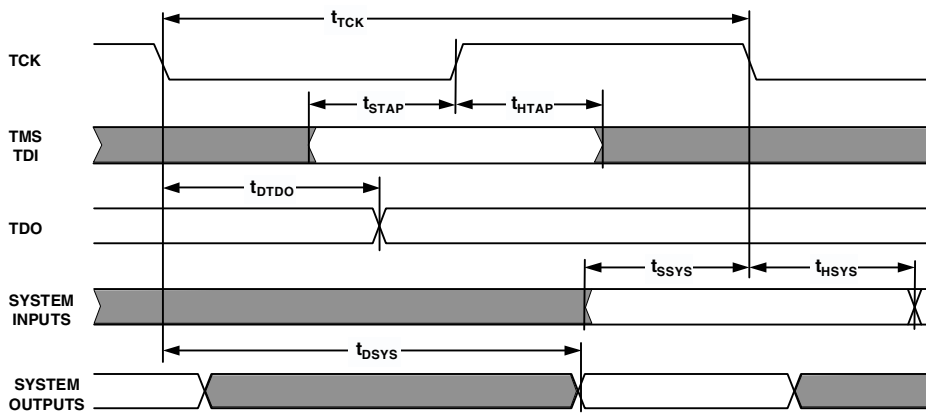 tTCK
TCK
tSTAP
tHTAP
TMS
TDI
tDTDO
TDO
tSSYS
tHSYS
SYSTEM
INPUTS
tDSYS
SYSTEM
OUTPUTS